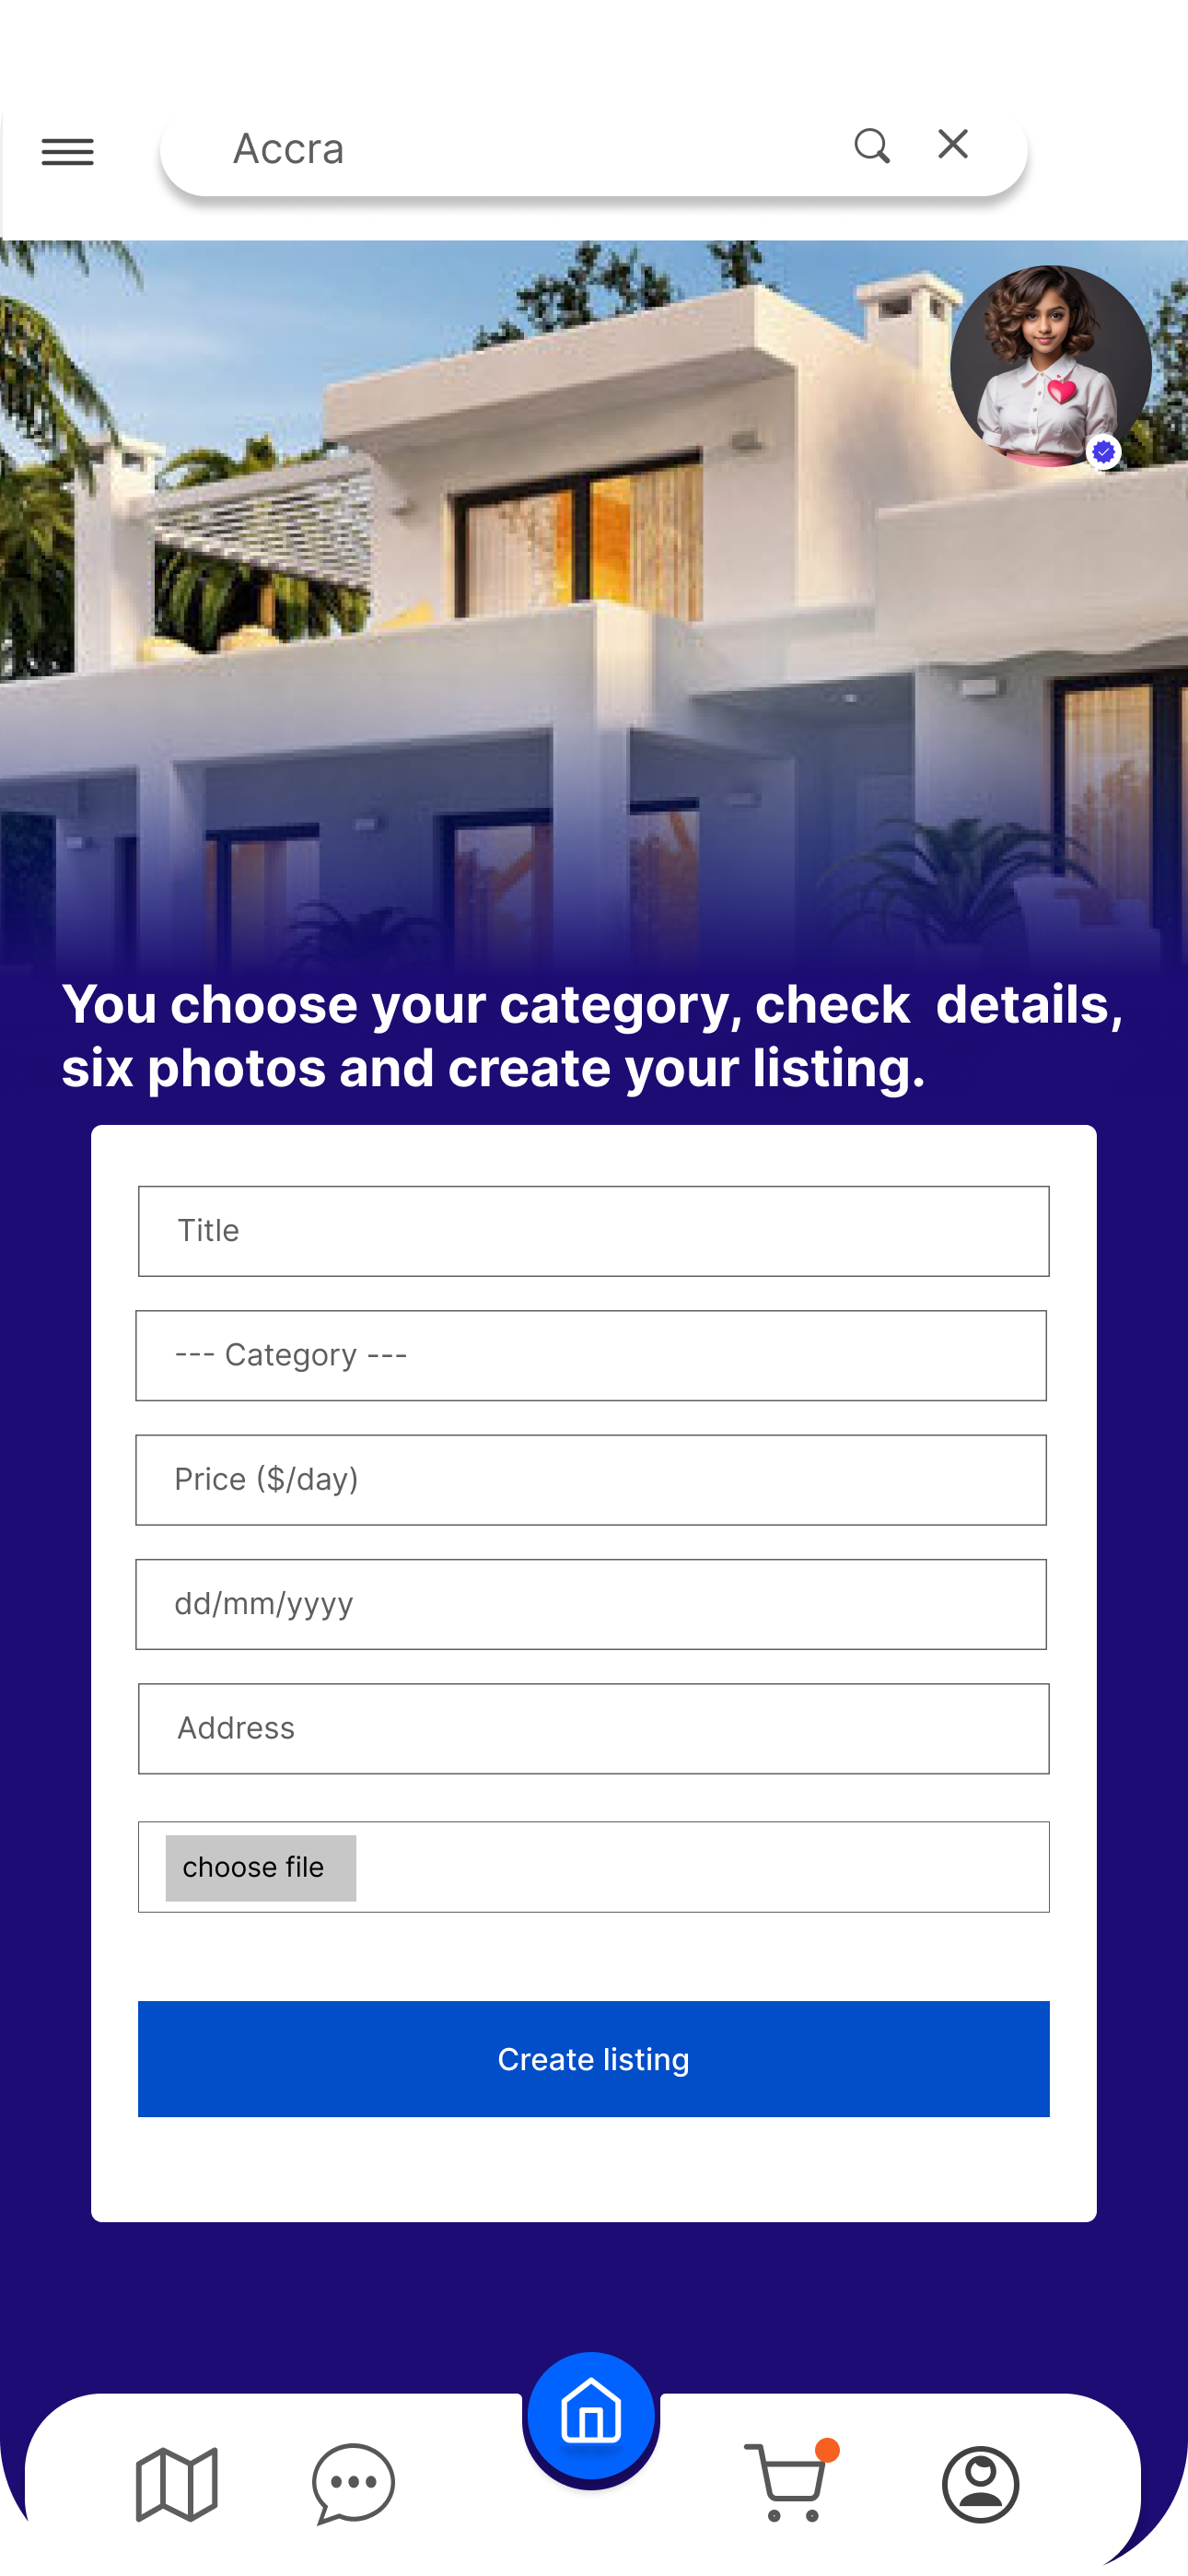 Accra
You choose your category, check  details,
six photos and create your listing.
Title
--- Category ---
Price ($/day)
dd/mm/yyyy
Address
choose file
Create listing